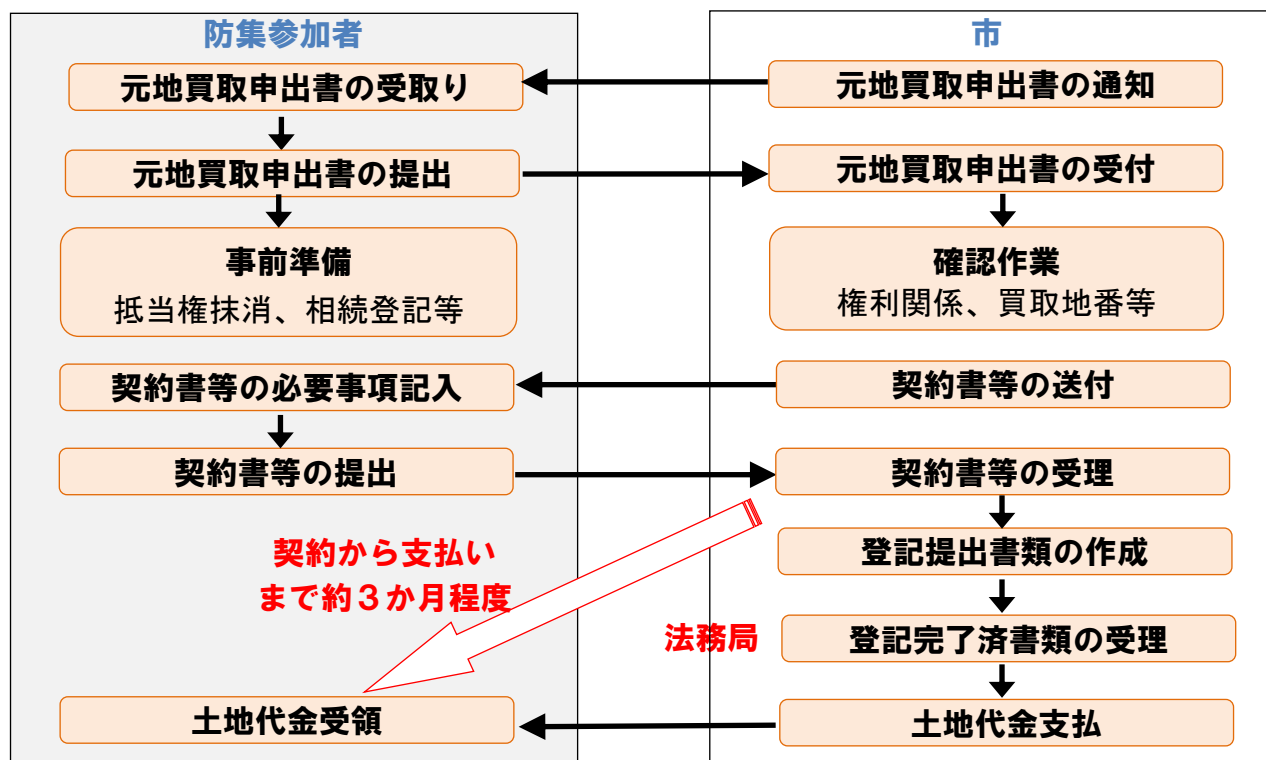 防集参加者
市
元地買取申出書の受取り
元地買取申出書の通知
元地買取申出書の提出
元地買取申出書の受付
事前準備
抵当権抹消、相続登記等
確認作業
権利関係、買取地番等
契約書等の必要事項記入
契約書等の送付
契約書等の提出
契約書等の受理
契約から支払い
まで約３か月程度
登記提出書類の作成
法務局
登記完了済書類の受理
土地代金受領
土地代金支払